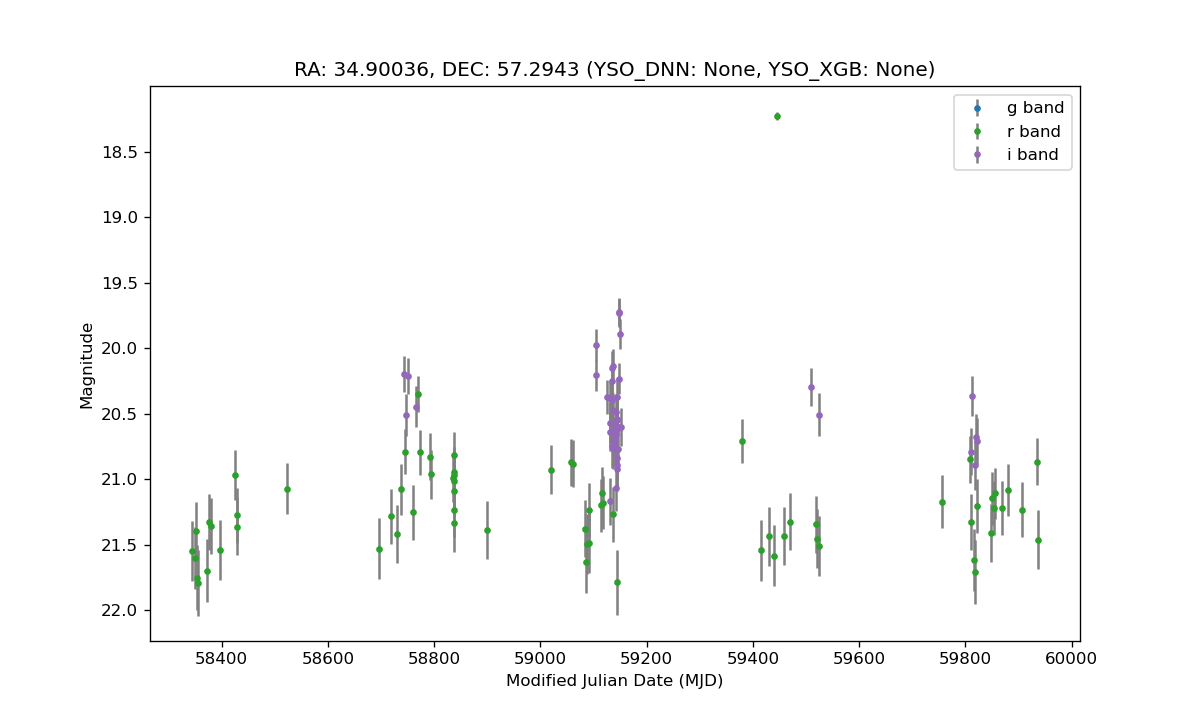 RA: 34.90036, DEC: 57.2943 (YSO_DNN: None, YSO_XGB: None)
g band
r band
i band
Magnitude
18.5
19.0
19.5
20.0
20.5
21.0
21.5
22.0
58400 58600 58800 59000 59200 59400 59600 59800 60000
Modified Julian Date (MJD)